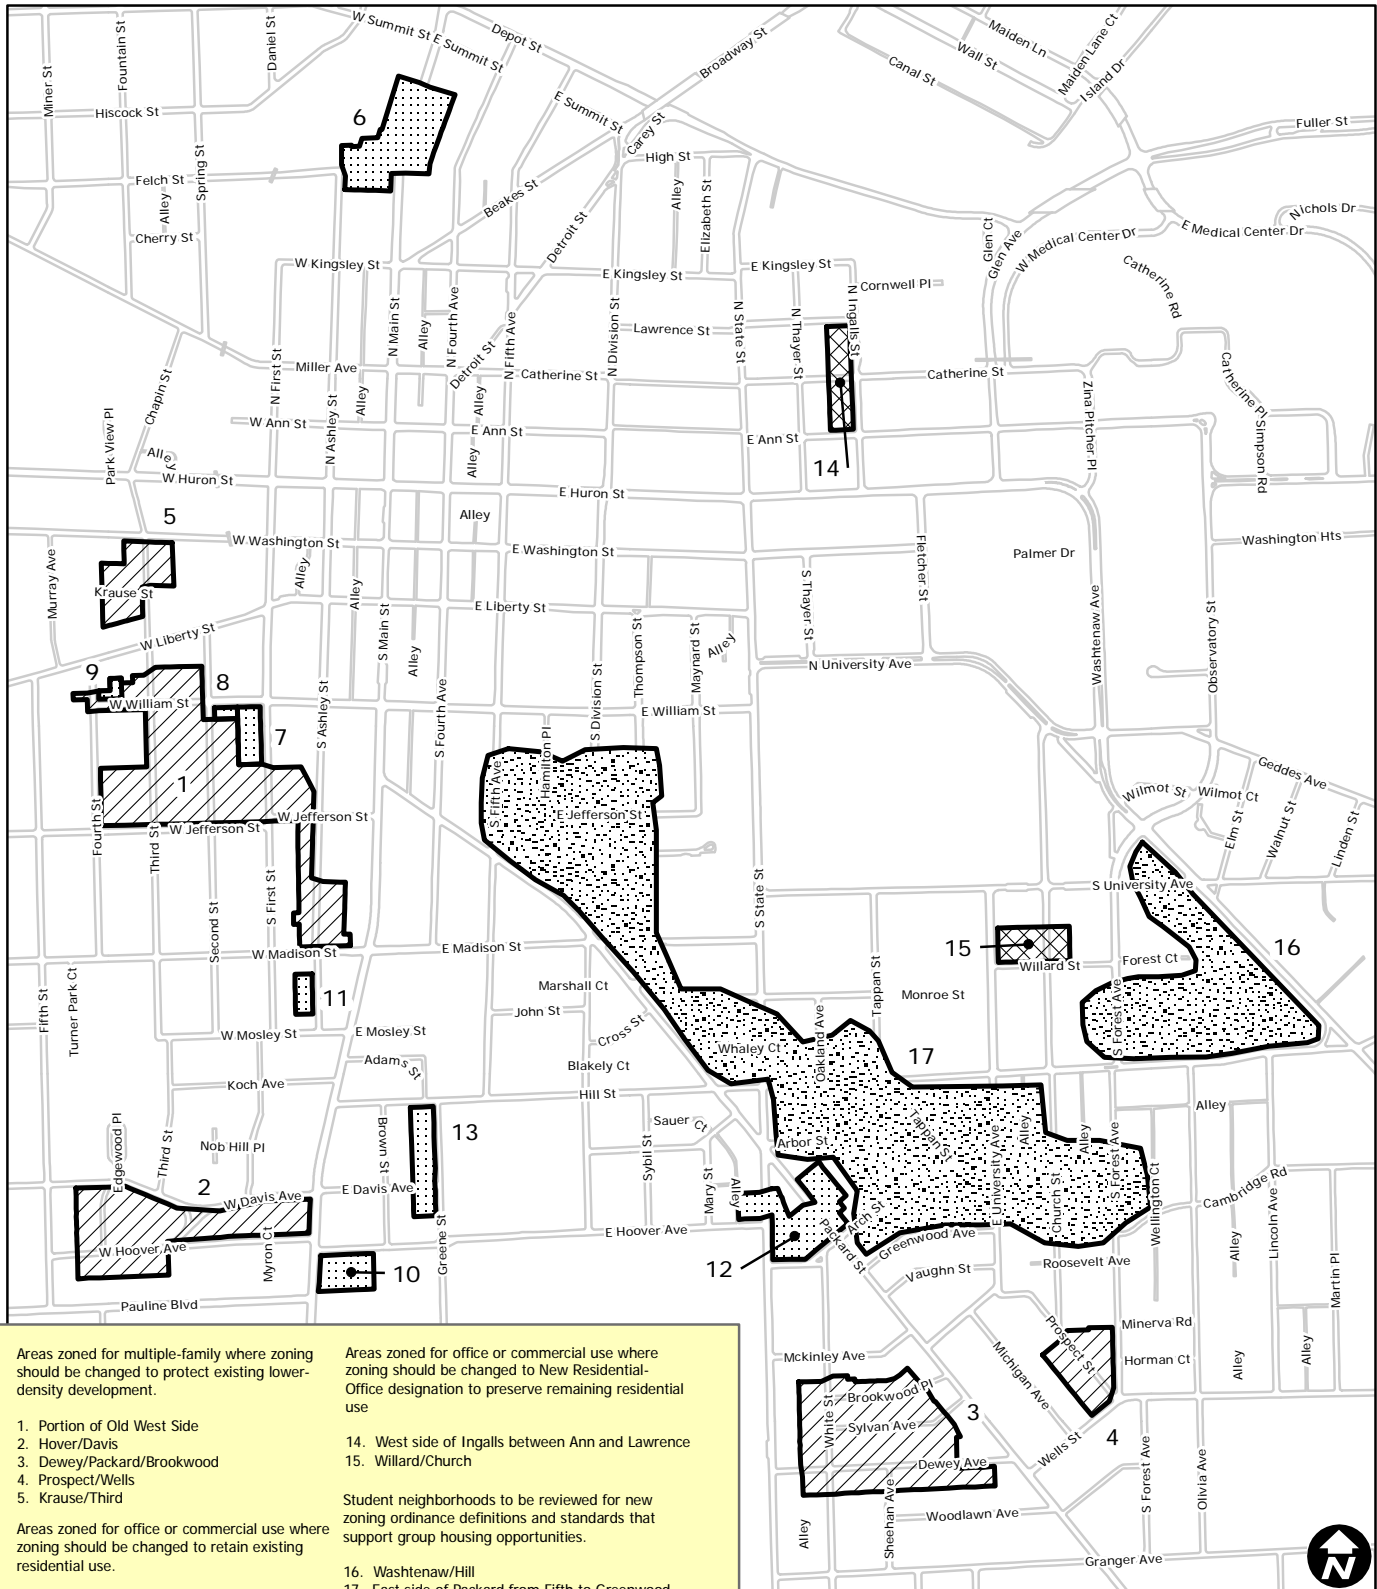 W Summit St
E Summit St
Depot St
Broadway St
Maiden Ln
Wall St
Maiden Lane Ct
Island Dr
Canal St
Daniel St
Fountain St
Miner St
Hiscock St
6
E Summit St
Carey St
High St
Fuller St
Felch St
Spring St
Alley
Cherry St
Beakes St
Detroit St
Alley
Elizabeth St
Nichols Dr
E Medical Center Dr
W Medical Center Dr
Glen Ct
Glen Ave
Catherine Rd
W Kingsley St
E Kingsley St
E Kingsley St
Cornwell Pl
N Main St
Alley
N Fourth Ave
N Fifth Ave
N Division St
Lawrence St
N State St
N Thayer St
N Ingalls St
Miller Ave
Detroit St
Catherine St
Catherine St
Chapin St
Park View Pl
N First St
N Ashley St
Alley
Alley
Alley
W Ann St
E Ann St
E Ann St
Zina Pitcher Pl
Catherine Pl
Simpson Rd
Alley
W Huron St
E Huron St
14
5
Alley
W Washington St
E Washington St
Palmer Dr
Washington Hts
Murray Ave
Krause St
Alley
Alley
S Main St
Alley
E Liberty St
Thompson St
Maynard St
Alley
S Thayer St
Fletcher St
Washtenaw Ave
Observatory St
W Liberty St
N University Ave
9
8
W William St
E William St
7
1
S Ashley St
S Fourth Ave
S Division St
Hamilton Pl
S Fifth Ave
E Jefferson St
Fourth St
Third St
W Jefferson St
W Jefferson St
Geddes Ave
Wilmot St
Wilmot Ct
Elm St
Walnut St
Linden St
S University Ave
Second St
S First St
W Madison St
E Madison St
S State St
Tappan St
15
Willard St
Forest Ct
16
Fifth St
Turner Park Ct
11
Marshall Ct
John St
Cross St
Monroe St
S Forest Ave
W Mosley St
E Mosley St
Adams St
Blakely Ct
Whaley Ct
Oakland Ave
17
Koch Ave
Hill St
Alley
Edgewood Pl
Third St
Nob Hill Pl
Brown St
13
Sauer Ct
Sybil St
Mary St
Alley
Arbor St
Tappan St
E University Ave
Alley
Alley
Church St
S Forest Ave
Wellington Ct
Cambridge Rd
2
W Davis Ave
E Davis Ave
W Hoover Ave
Myron Ct
Greene St
E Hoover Ave
12
Packard St
Arch St
Greenwood Ave
Vaughn St
Roosevelt Ave
Alley
Lincoln Ave
Martin Pl
10
Pauline Blvd
Mckinley Ave
Brookwood Pl
White St
Sylvan Ave
3
Michigan Ave
Prospect St
Minerva Rd
Horman Ct
Alley
Alley
4
Wells St
Dewey Ave
Woodlawn Ave
Alley
Sheehan Ave
S Forest Ave
Olivia Ave
Granger Ave
N
Areas zoned for multiple-family where zoning
should be changed to protect existing lower-
density development.
1. Portion of Old West Side
2. Hover/Davis
3. Dewey/Packard/Brookwood
4. Prospect/Wells
5. Krause/Third
Areas zoned for office or commercial use where
zoning should be changed to retain existing
residential use.
Areas zoned for office or commercial use where
zoning should be changed to New Residential-
Office designation to preserve remaining residential
use
14. West side of Ingalls between Ann and Lawrence
15. Willard/Church
Student neighborhoods to be reviewed for new
zoning ordinance definitions and standards that
support group housing opportunities.
16. Washtenaw/Hill
17. East side of Packard from Fifth to Greenwood